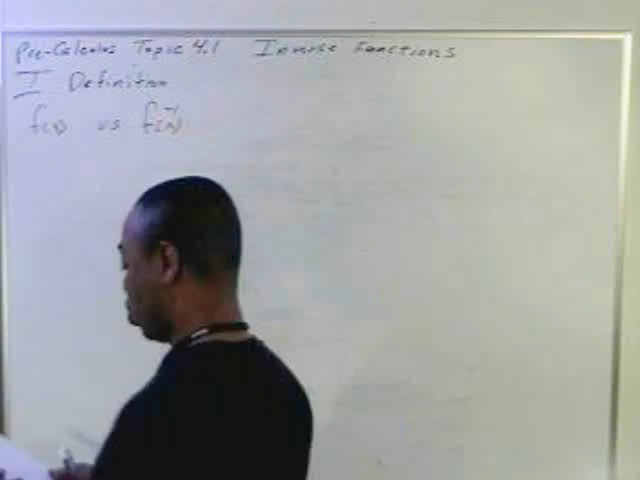 Pre-Calculus Topic 4.1 Inverse Functions
I Definition
f(x) vs f⁻¹(x)